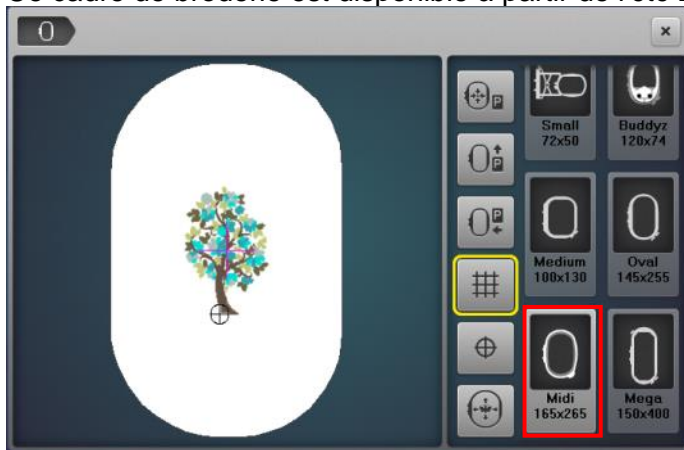 Small
72x50
Buddyz
120x74
Medium
100x130
Oval
145x255
Midi
165x265
Mega
150x400